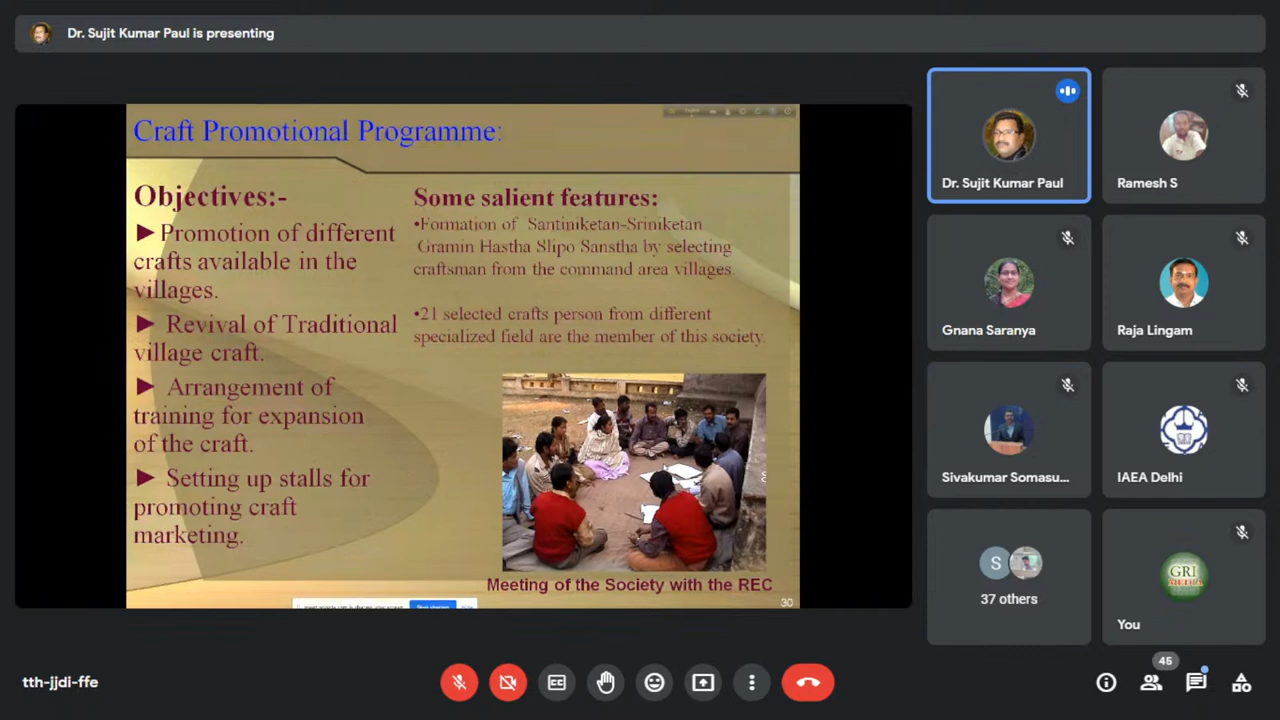 Dr. Sujit Kumar Paul is presenting
Craft Promotional Programme:
Objectives:-
►Promotion of different
crafts available in the
villages.
► Revival of Traditional
village craft.
► Arrangement of
training for expansion
of the craft.
► Setting up stalls for
promoting craft
marketing.
Some salient features:
•Formation of Santiniketan-Sriniketan
Gramin Hastha Slipo Sanstha by selecting
craftsman from the command area villages.
•21 selected crafts person from different
specialized field are the member of this society.
Meeting of the Society with the REC
30
Dr. Sujit Kumar Paul
Ramesh S
Gnana Saranya
Raja Lingam
Sivakumar Somasu...
IAEA Delhi
S
37 others
GRI
You
tth-jjdi-ffe
45